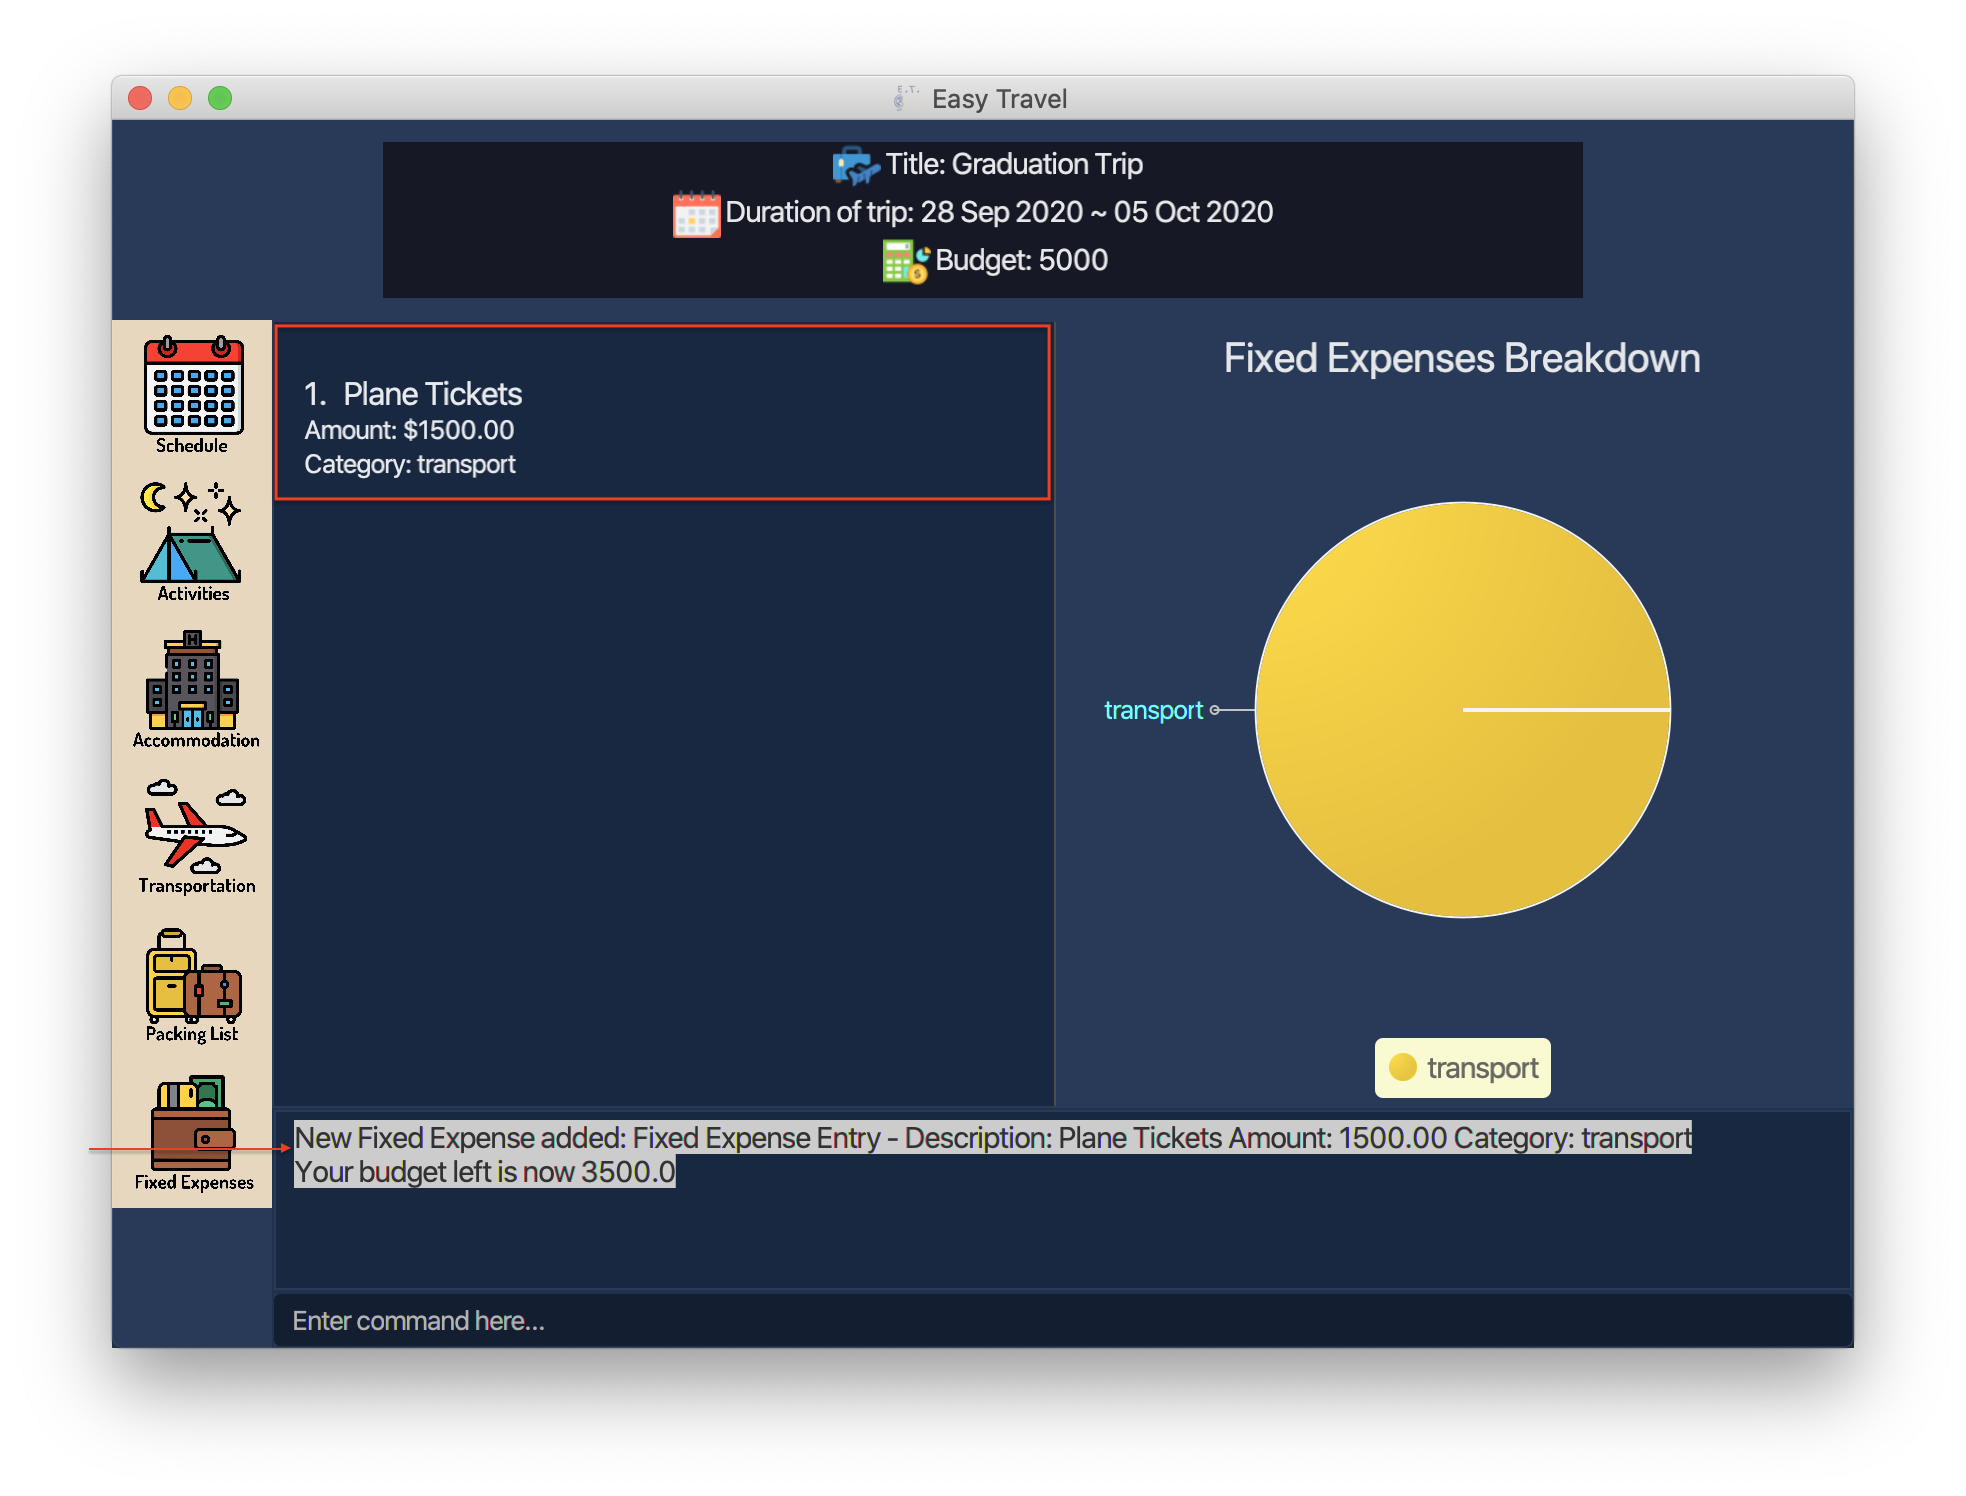 E.T.
Easy Travel
Title: Graduation Trip
Duration of trip: 28 Sep 2020 ~ 05 Oct 2020
Budget: 5000
Schedule
Activities
H
Accommodation
Transportation
Packing List
Fixed Expenses
1. Plane Tickets
Amount: $1500.00
Category: transport
Fixed Expenses Breakdown
transport
transport
New Fixed Expense added: Fixed Expense Entry - Description: Plane Tickets Amount: 1500.00 Category: transport
Your budget left is now 3500.0
Enter command here...